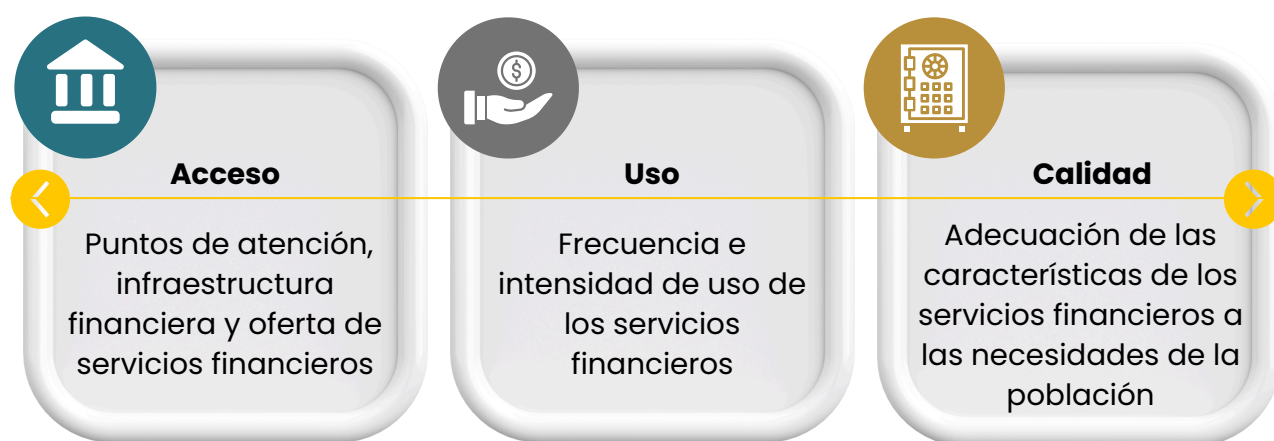 Acceso
Puntos de atención,
infraestructura
financiera y oferta de
servicios financieros
Uso
Frecuencia e
intensidad de uso de
los servicios
financieros
Calidad
Adecuación de las
características de los
servicios financieros a
las necesidades de la
población